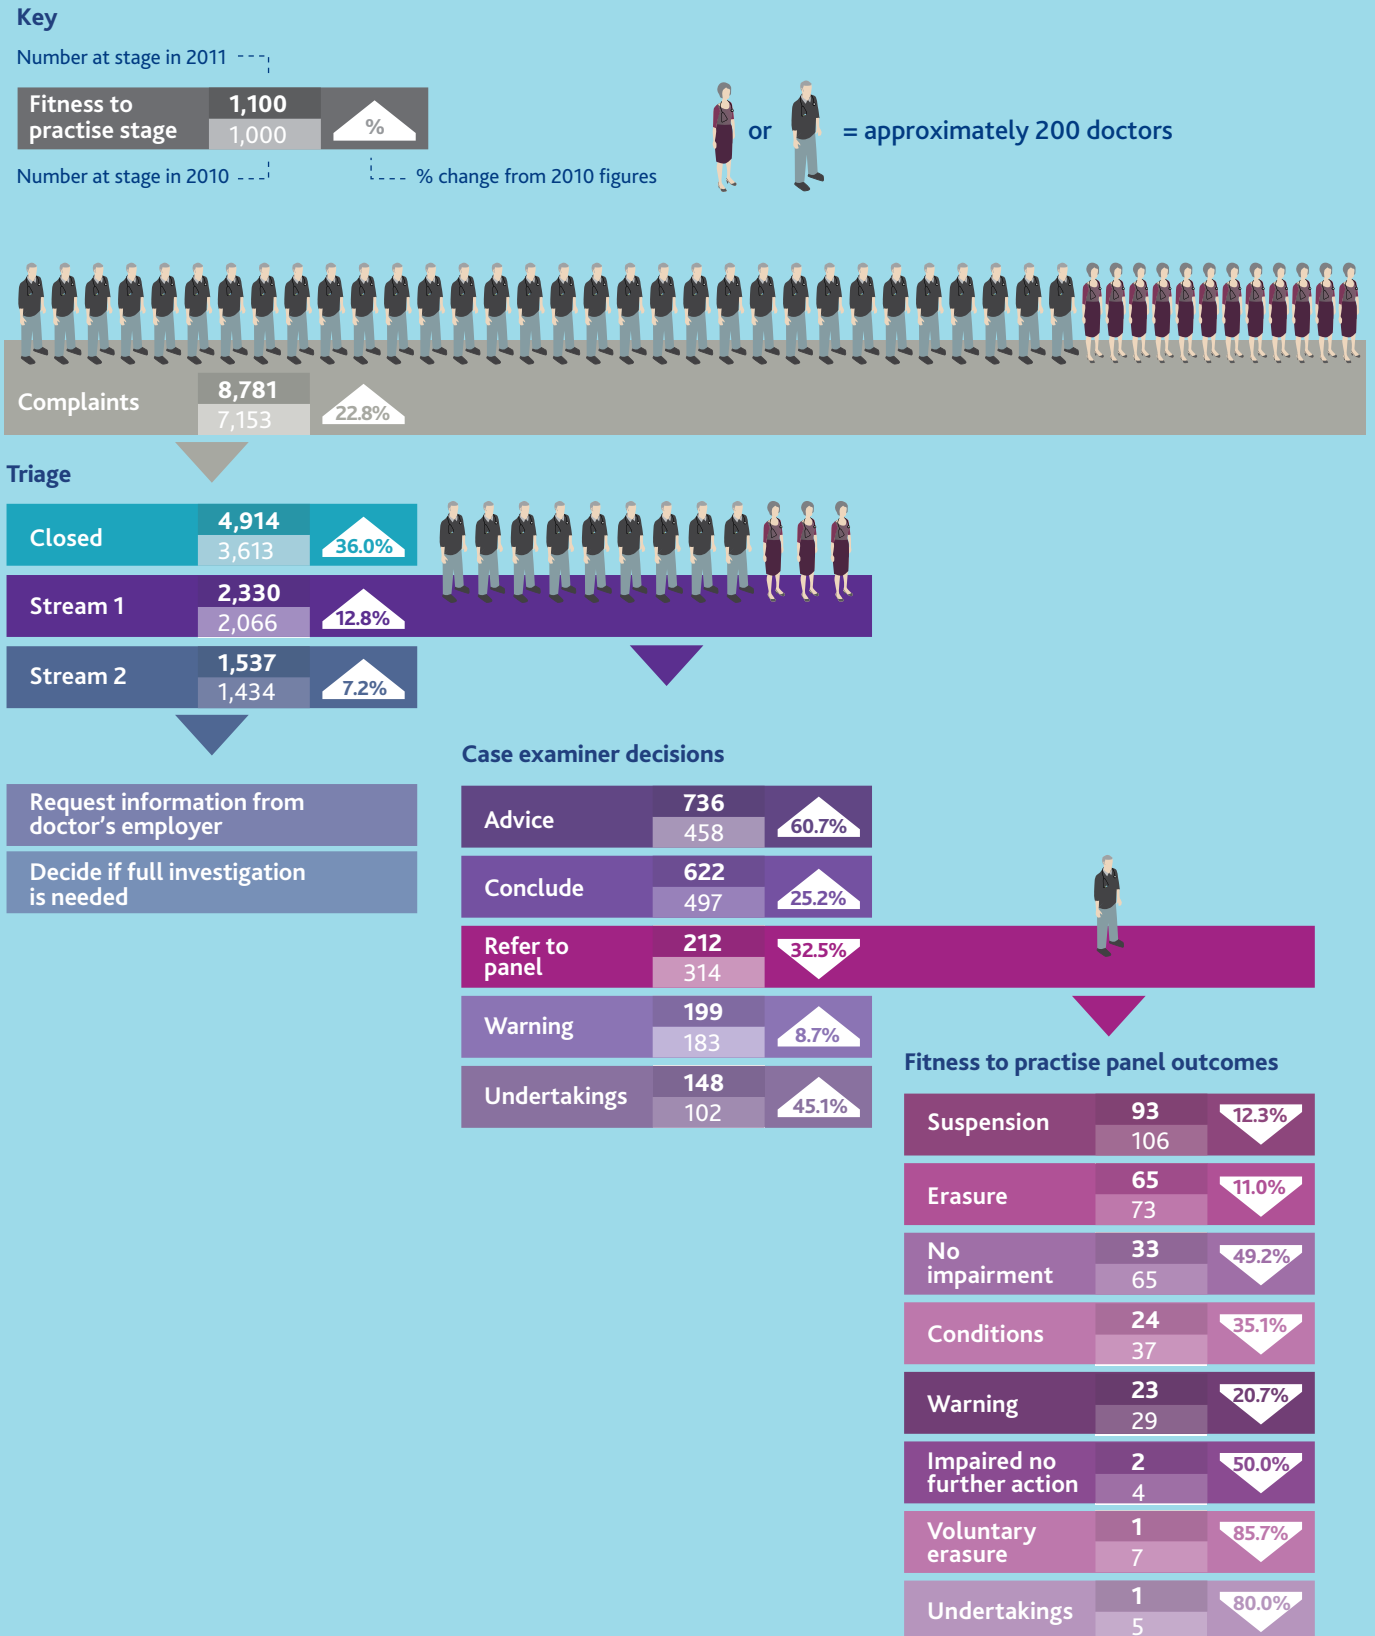 Key
Number at stage in 2011
Fitness to
practise stage
1,100
1,000
%
Number at stage in 2010
% change from 2010 figures
or
= approximately 200 doctors
Complaints
8,781
7,153
22.8%
Triage
Closed
4,914
3,613
36.0%
Stream 1
2,330
2,066
12.8%
Stream 2
1,537
1,434
7.2%
Request information from
doctor’s employer
Decide if full investigation
is needed
Case examiner decisions
Advice
736
458
60.7%
Conclude
622
497
25.2%
Refer to
panel
212
314
32.5%
Warning
199
183
8.7%
Undertakings
148
102
45.1%
Fitness to practise panel outcomes
Suspension
93
106
12.3%
Erasure
65
73
11.0%
No
impairment
33
65
49.2%
Conditions
24
37
35.1%
Warning
23
29
20.7%
Impaired no
further action
2
4
50.0%
Voluntary
erasure
1
7
85.7%
Undertakings
1
5
80.0%